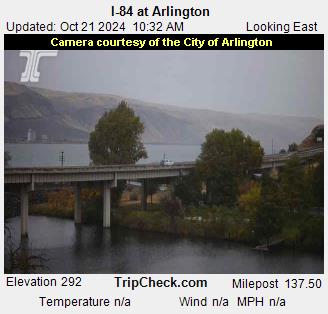 I-84 at Arlington
Updated: Oct 21 2024 10:32 AM Looking East
Camera courtesy of the City of Arlington
Elevation 292 TripCheck.com Milepost 137.50
Temperature n/a Wind n/a MPH n/a